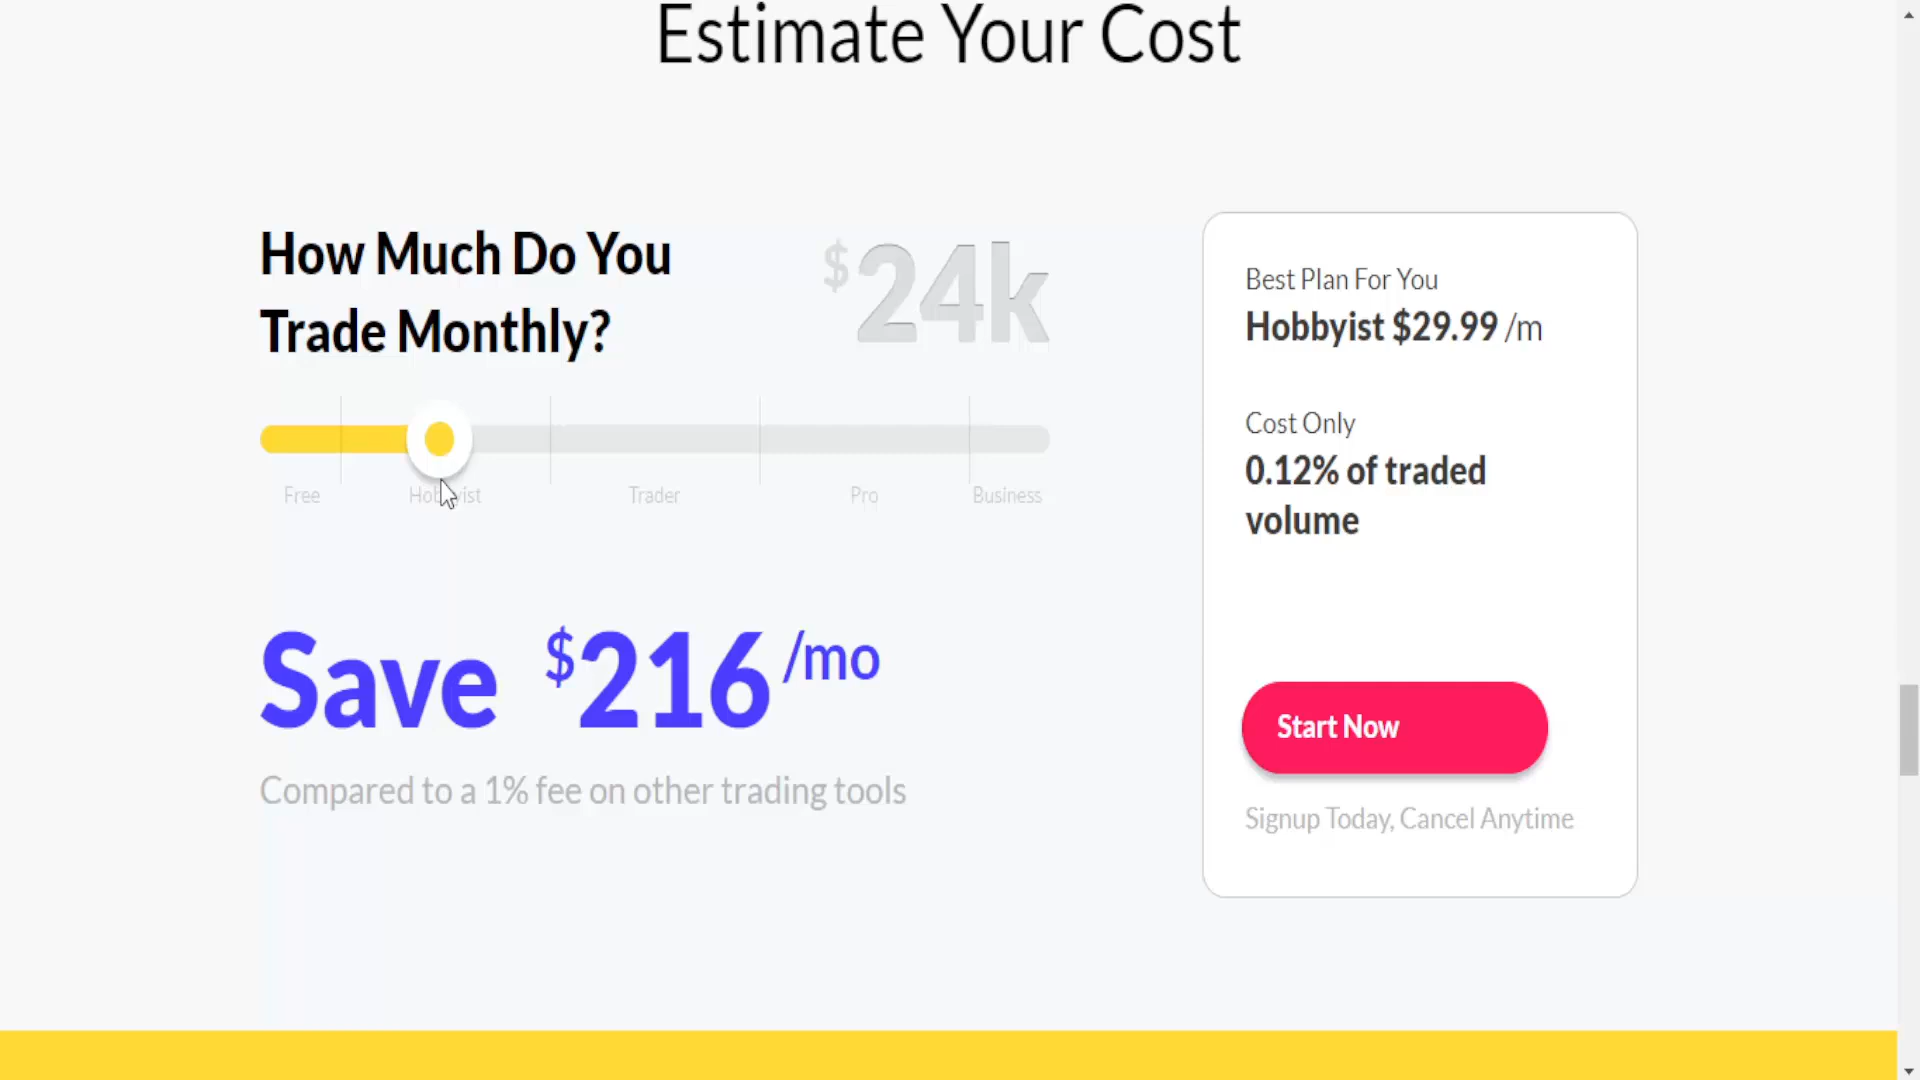 Estimate Your Cost
How Much Do You
Trade Monthly?
$24k
Free Hobbyist Trader Pro Business
Save $216/mo
Compared to a 1% fee on other trading tools
Best Plan For You
Hobbyist $29.99 /m
Cost Only
0.12% of traded
volume
Start Now
Signup Today, Cancel Anytime